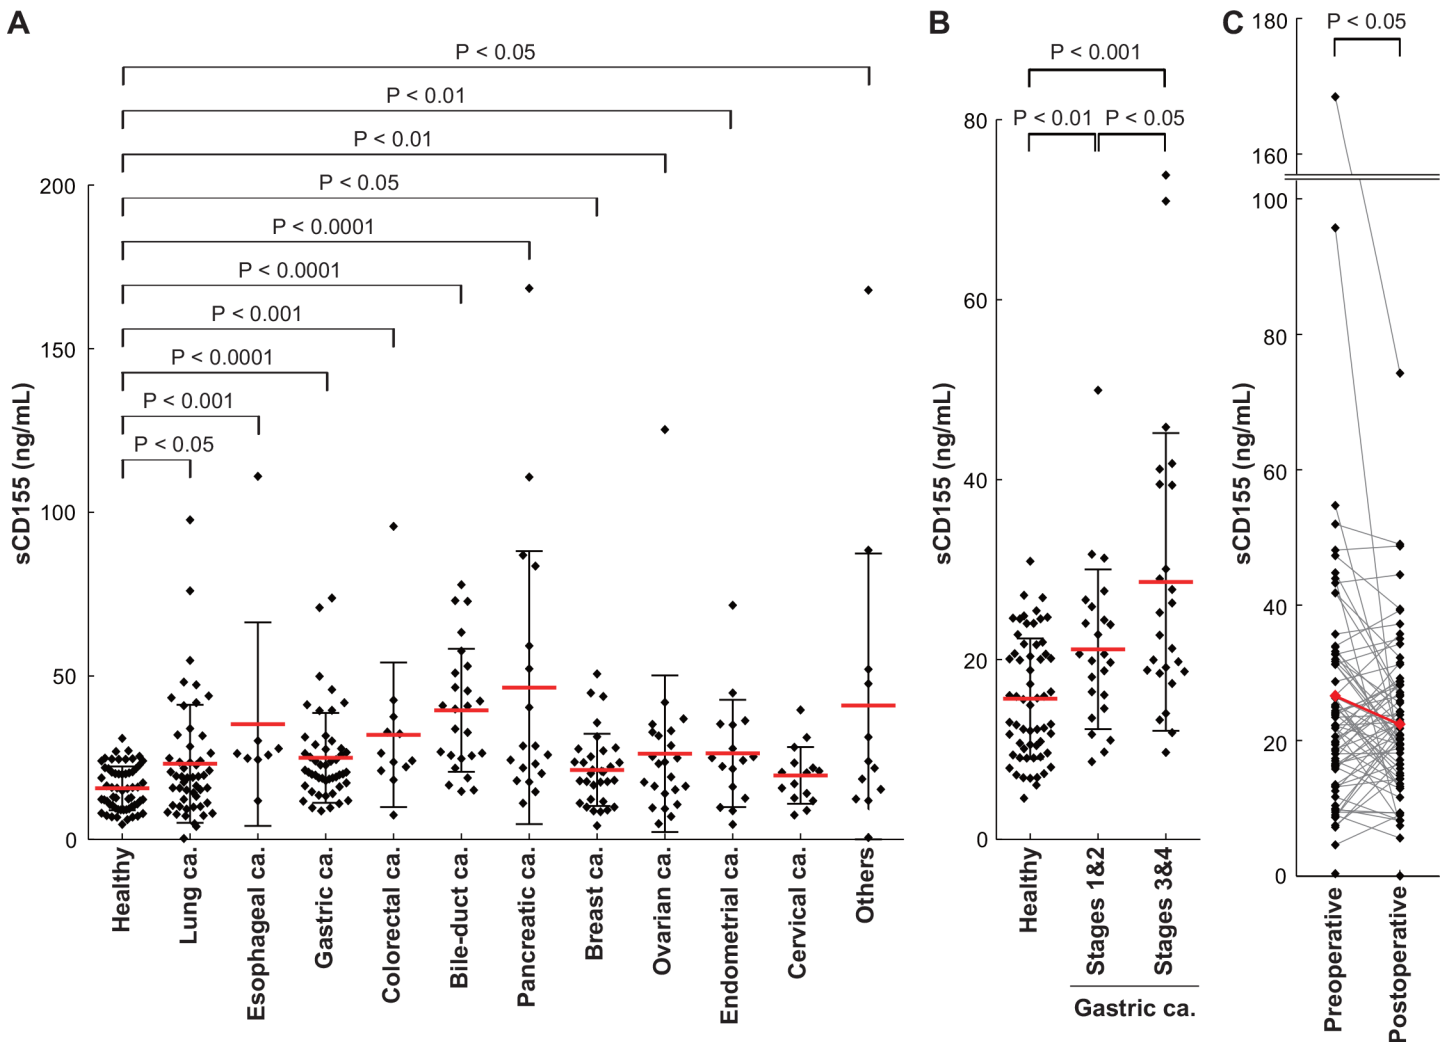 A
P < 0.05
P < 0.01
P < 0.01
P < 0.05
P < 0.0001
P < 0.0001
P < 0.001
P < 0.0001
P < 0.001
P < 0.05
sCD155 (ng/mL)
200
150
100
50
0
Healthy
Lung ca.
Esophageal ca.
Gastric ca.
Colorectal ca.
Bile-duct ca.
Pancreatic ca.
Breast ca.
Ovarian ca.
Endometrial ca.
Cervical ca.
Others
B
P < 0.001
P < 0.01
P < 0.05
sCD155 (ng/mL)
80
60
40
20
0
Healthy
Stages 1&2
Stages 3&4
Gastric ca.
C
P < 0.05
sCD155 (ng/mL)
180
160
100
80
60
40
20
0
Preoperative
Postoperative